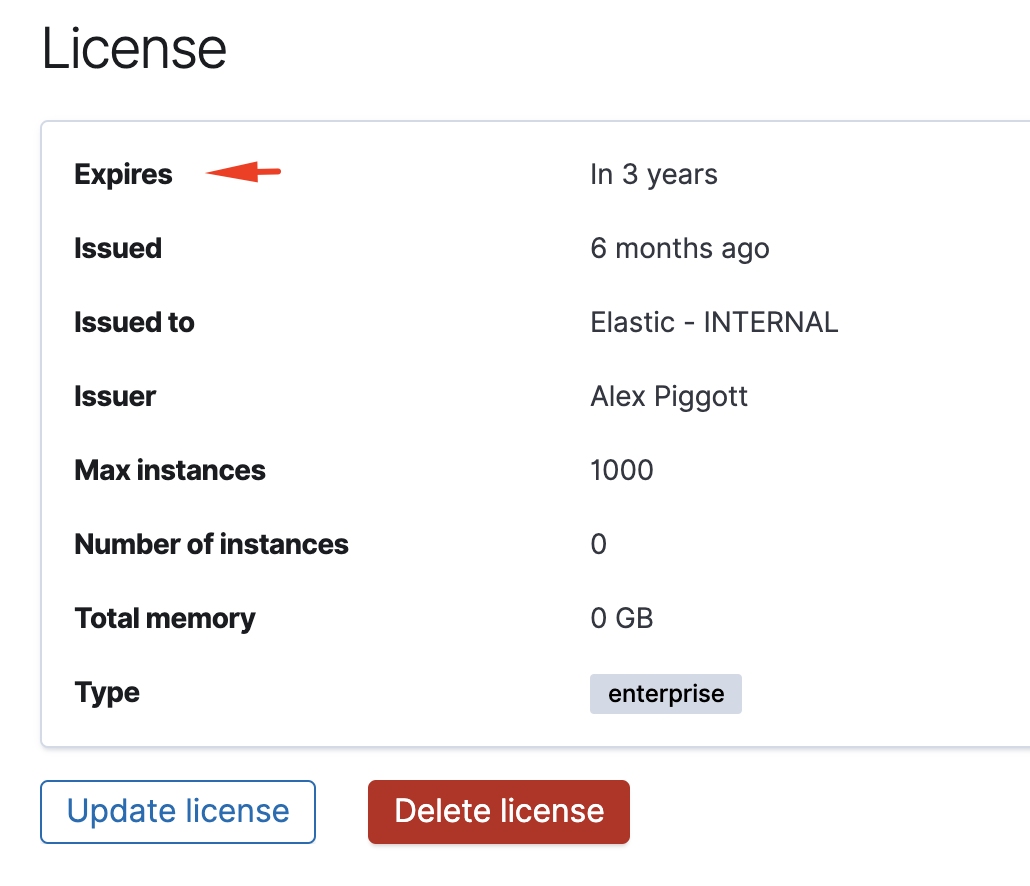 License
Expires In 3 years
Issued 6 months ago
Issued to Elastic - INTERNAL
Issuer Alex Piggott
Max instances 1000
Number of instances 0
Total memory 0 GB
Type enterprise
Update license Delete license